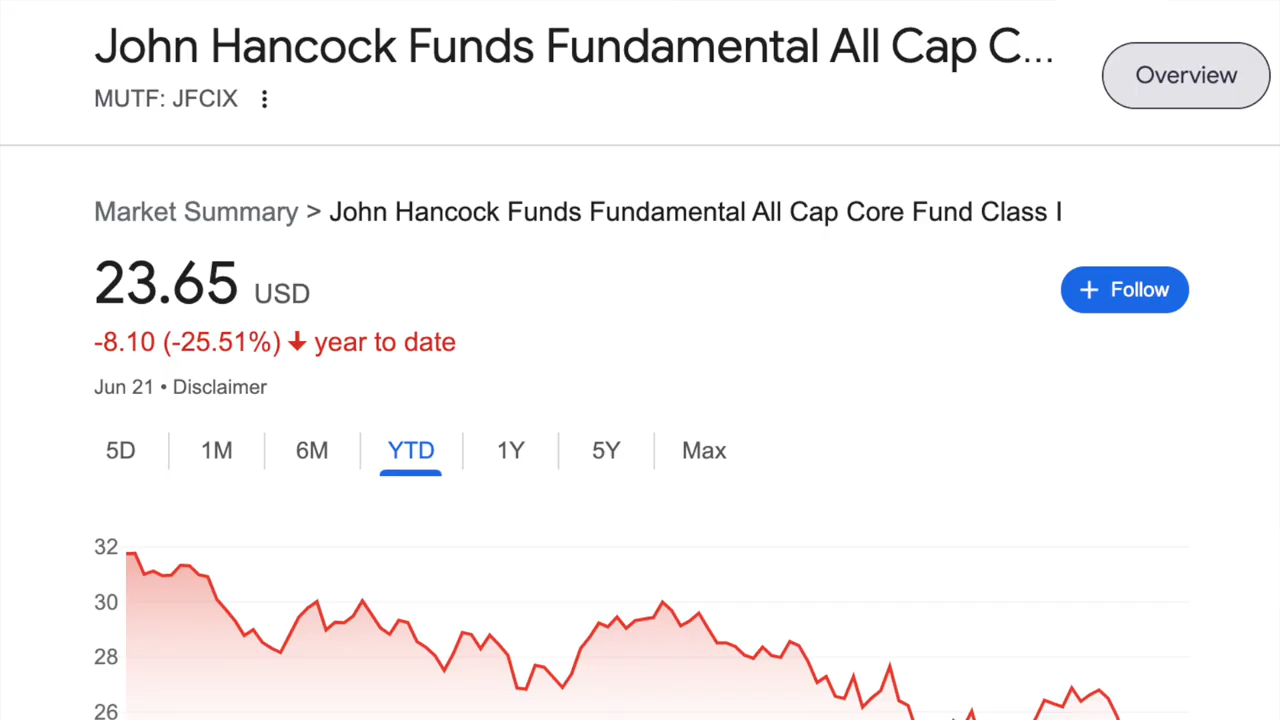 John Hancock Funds Fundamental All Cap C...
Overview
MUTF: JFCIX
Market Summary > John Hancock Funds Fundamental All Cap Core Fund Class I
23.65 USD
+ Follow
-8.10 (-25.51%) ↓ year to date
Jun 21 • Disclaimer
5D 1M 6M YTD 1Y 5Y Max
32
30
28
26